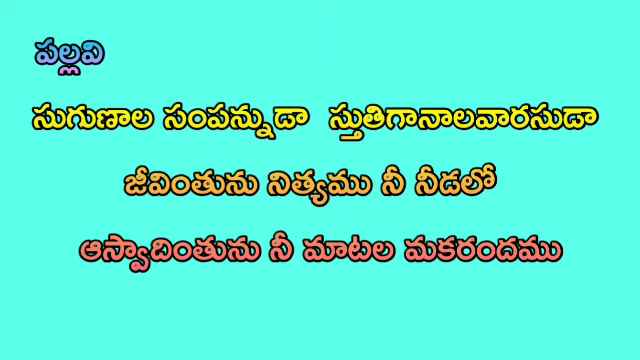 పల్లవి
సుగుణాల సంపన్నుడా స్తుతిగానాలవారసుడా
జీవింతును నిత్యము నీ నీడలో
ఆస్వాదింతును నీ మాటల మకరందము